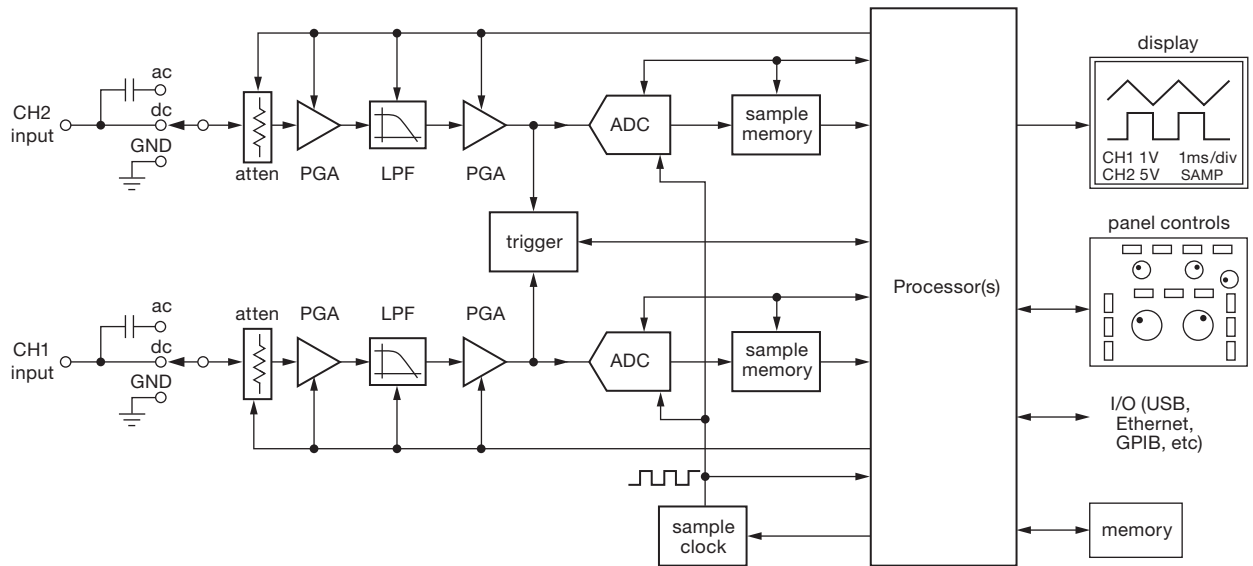 CH2
input
ac
dc
GND
atten
PGA
LPF
PGA
ADC
sample
memory
trigger
CH1
input
ac
dc
GND
atten
PGA
LPF
PGA
ADC
sample
memory
sample
clock
Processor(s)
display
CH1 1V 1ms/div
CH2 5V SAMP
panel controls
I/O (USB,
Ethernet,
GPIB, etc)
memory